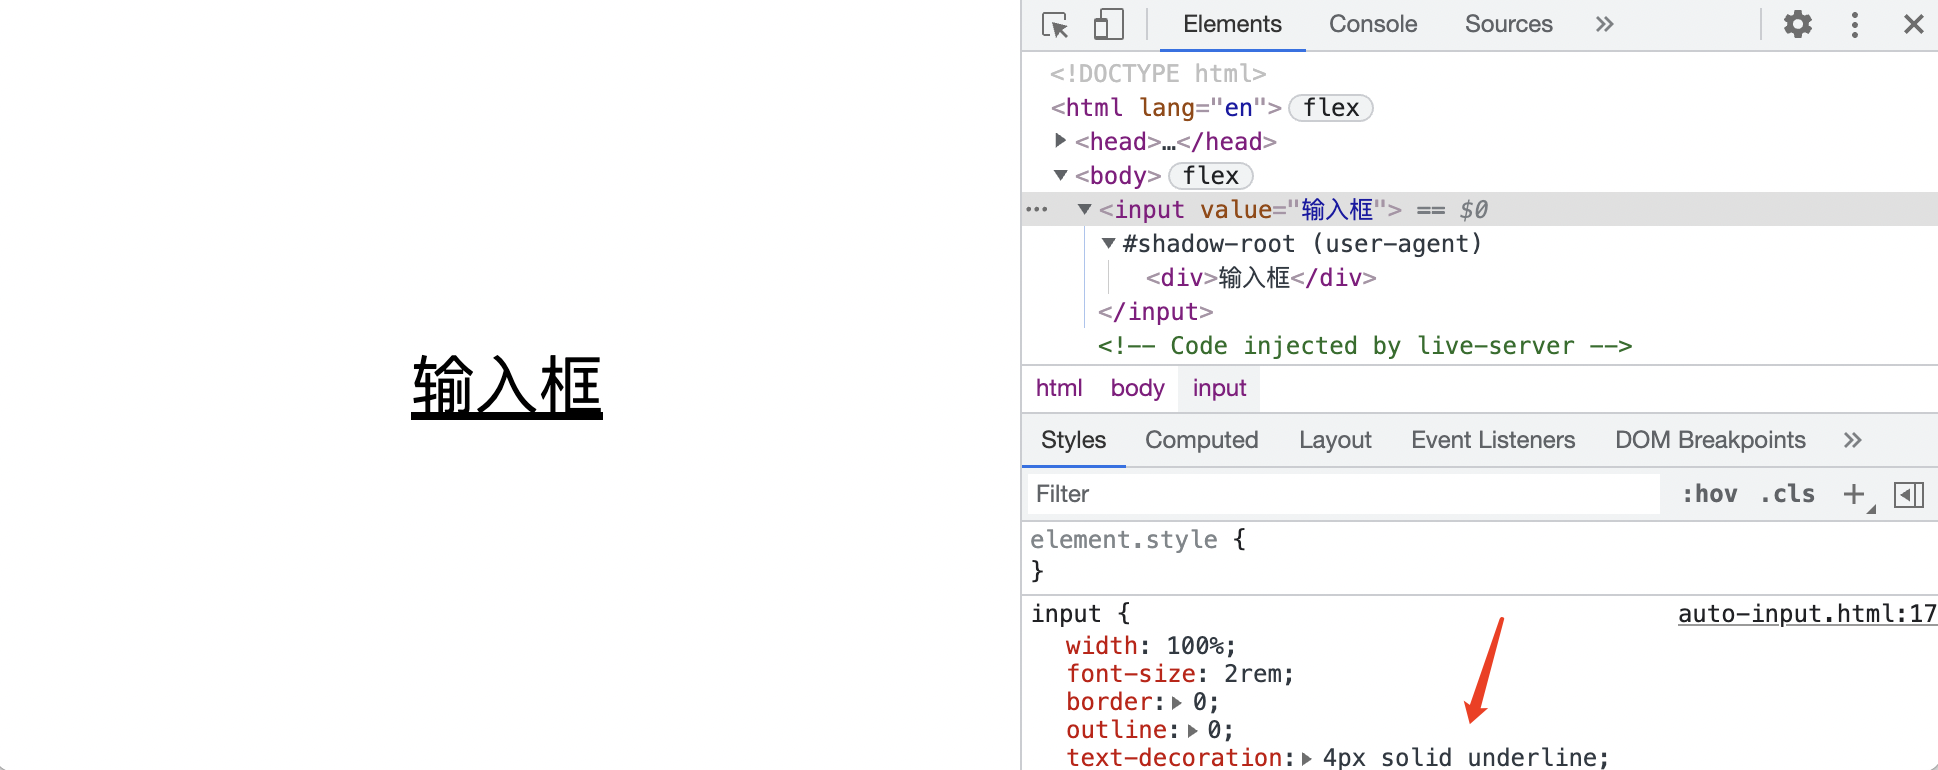 输入框
Elements Console Sources »
<!DOCTYPE html>
<html lang="en"> flex
<head>…</head>
<body> flex
··· <input value="输入框"> == $0
#shadow-root (user-agent)
<div>输入框</div>
</input>
<!-- Code injected by live-server -->
html body input
Styles Computed Layout Event Listeners DOM Breakpoints »
Filter :hov .cls +
element.style {
}
input { auto-input.html:17
width: 100%;
font-size: 2rem;
border: 0;
outline: 0;
text-decoration: 4px solid underline;